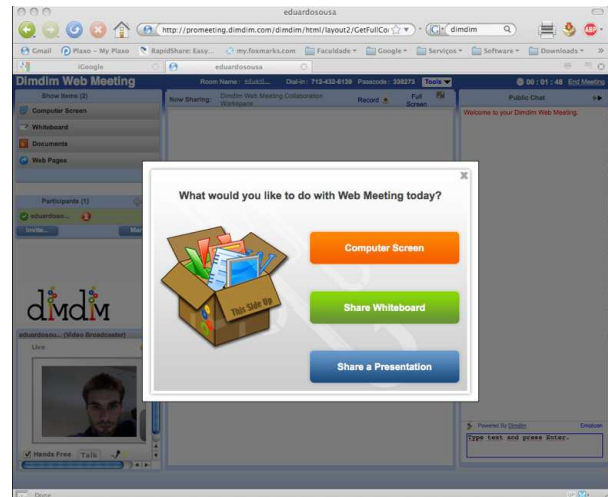 eduardosousa
http://promeeting.dimdim.com/dimdim/html/layout2/GetFullCo
dimdim
Gmail Plaxo - My Plaxo RapidShare: Easy... my.foxmarks.com Faculdade Google Serviços Software Downloads
iGoogle
eduardosousa
Dimdim Web Meeting
Room Name: Dial-in: 712-432-6138 Passcode: 338273 Tools
00 : 01 : 48 End Meeting
Show Items (2)
Computer Screen
Whiteboard
Documents
Web Pages
Now Sharing: Dimdim Web Meeting Collaboration Workspace...
Record
Full Screen
Public Chat
Welcome to your Dimdim Web Meeting.
Participants (1)
eduardoso...
Invite...
dimdim
eduardosou... (Video Broadcaster)
Live
Hands Free Talk
What would you like to do with Web Meeting today?
This Side Up
Computer Screen
Share Whiteboard
Share a Presentation
Powered By Dimdim
Emoticon
Type text and press Enter.
Done